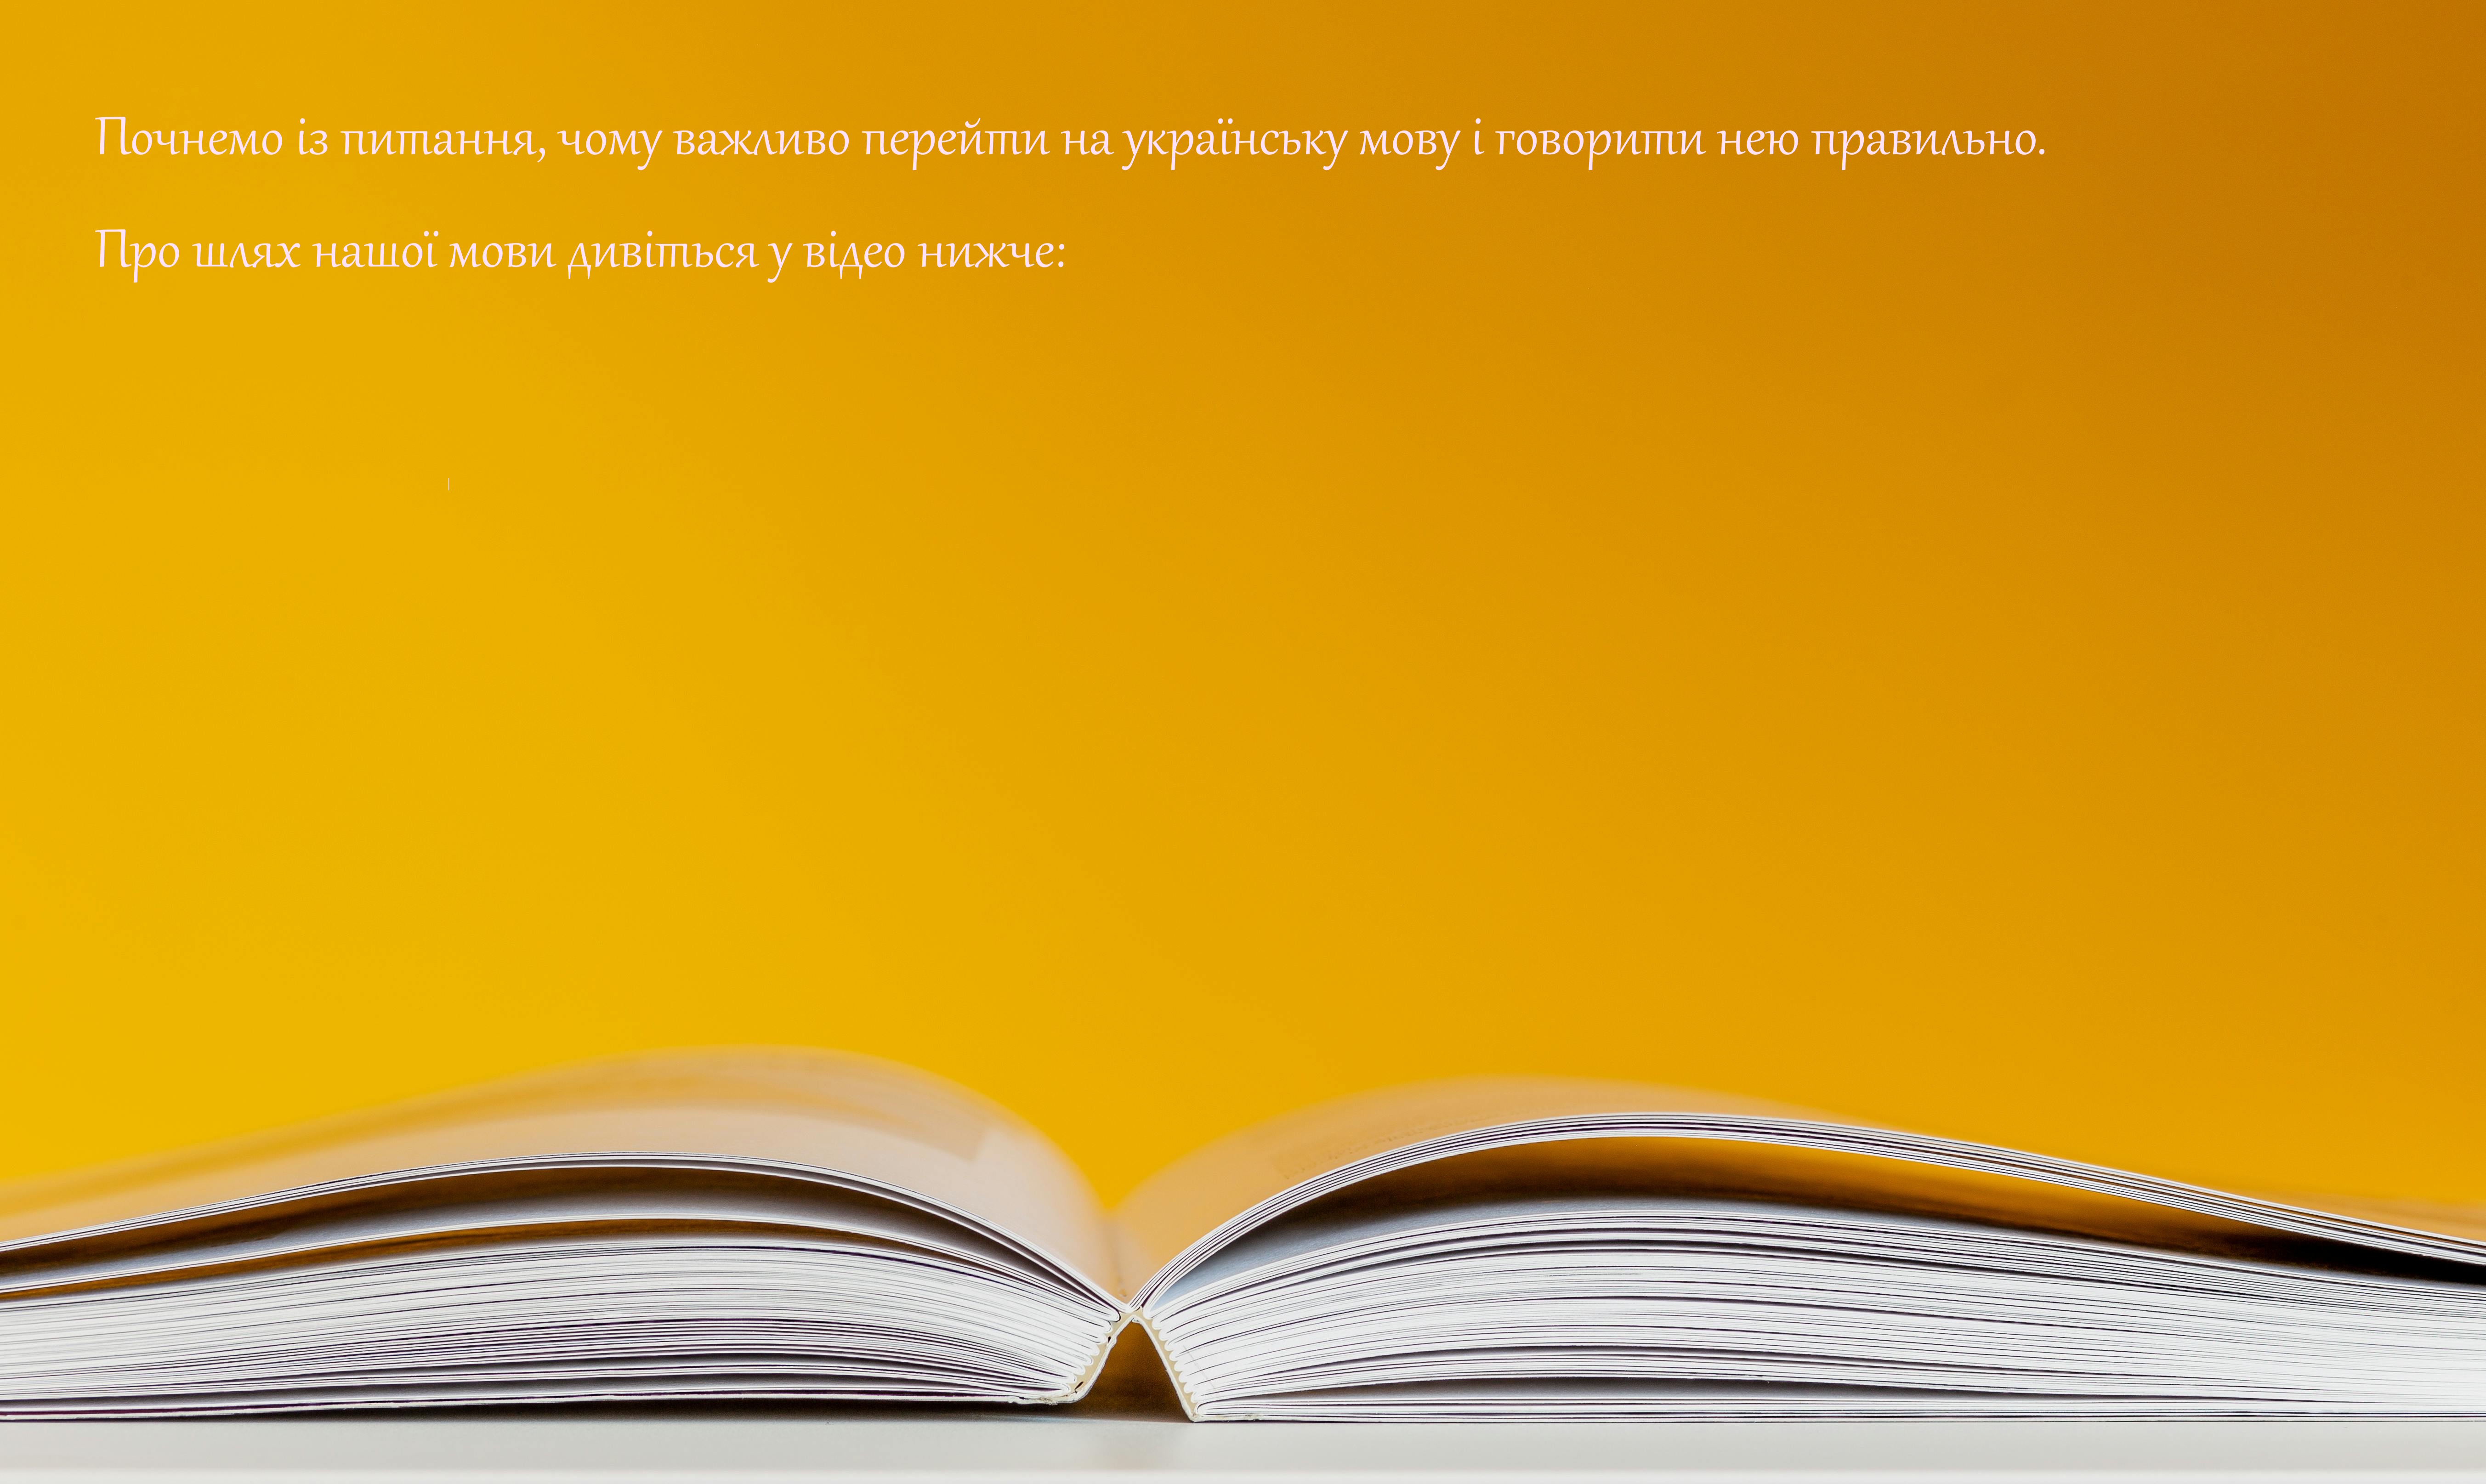 Почнемо із питання, чому важливо перейти на українську мову і говорити нею правильно.
Про шлях нашої мови дивіться у відео нижче: